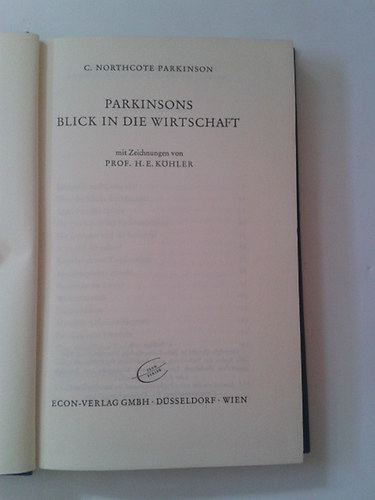 C. NORTHCOTE PARKINSON
PARKINSONS
BLICK IN DIE WIRTSCHAFT
mit Zeichnungen von
PROF. H. E. KÖHLER
ECON-VERLAG GMBH · DÜSSELDORF · WIEN